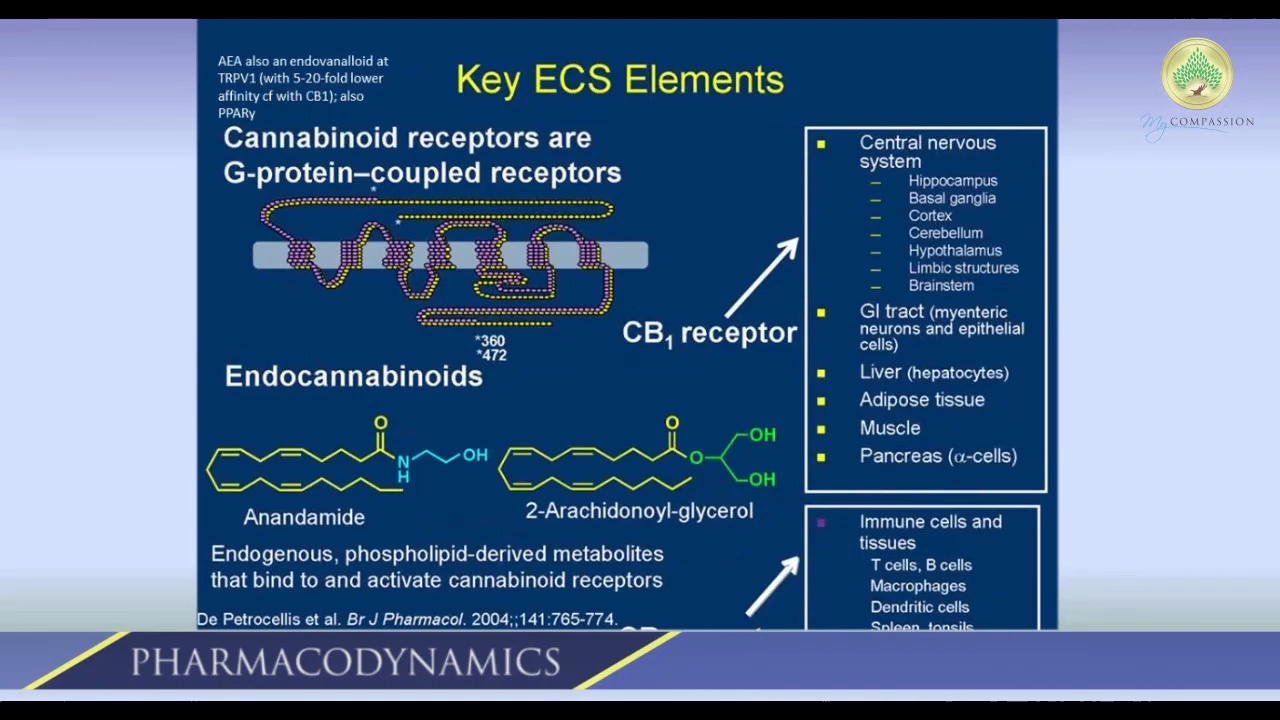 AEA also an endovanalloid at
TRPV1 (with 5-20-fold lower
affinity cf with CB1); also
PPARγ
Key ECS Elements
My COMPASSION
Cannabinoid receptors are
G-protein–coupled receptors
*
*
*360
*472
CB1 receptor
Central nervous
system
– Hippocampus
– Basal ganglia
– Cortex
– Cerebellum
– Hypothalamus
– Limbic structures
– Brainstem
GI tract (myenteric
neurons and epithelial
cells)
Liver (hepatocytes)
Adipose tissue
Muscle
Pancreas (α-cells)
Endocannabinoids
O
N
H
OH
Anandamide
O
O
OH
OH
2-Arachidonoyl-glycerol
Endogenous, phospholipid-derived metabolites
that bind to and activate cannabinoid receptors
Immune cells and
tissues
T cells, B cells
Macrophages
Dendritic cells
Spleen, tonsils
De Petrocellis et al. Br J Pharmacol. 2004;;141:765-774.
PHARMACODYNAMICS